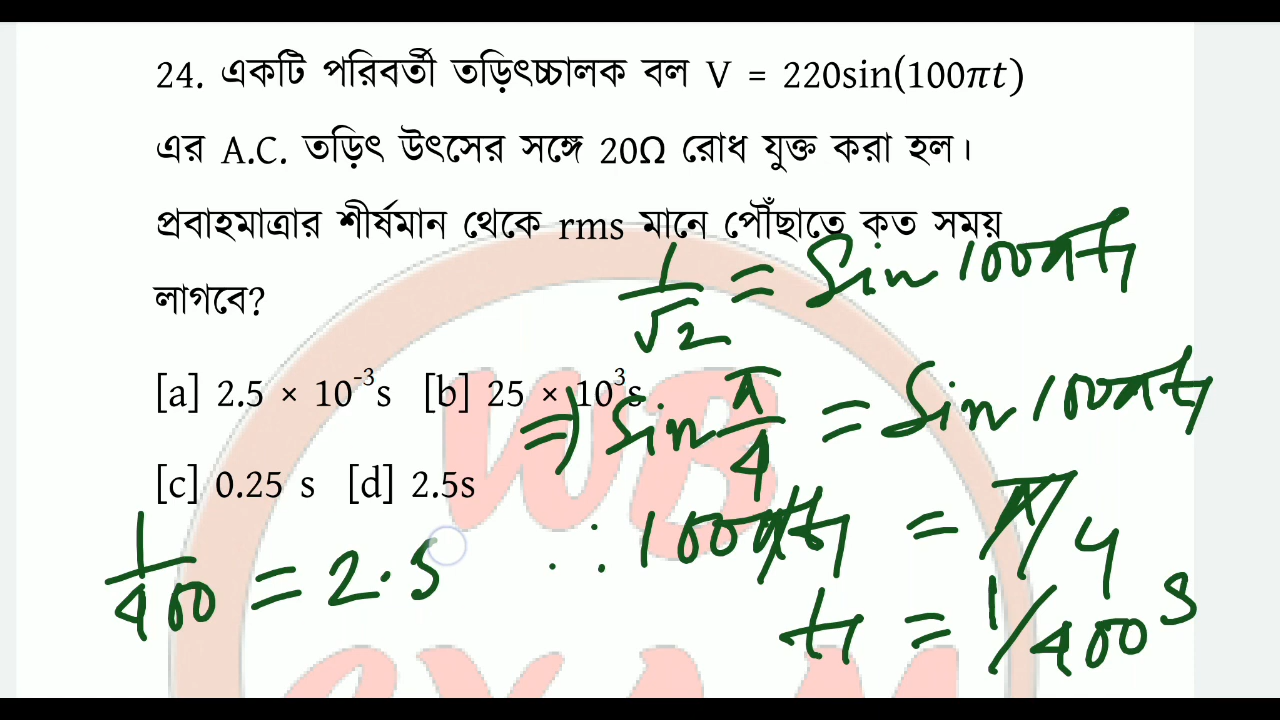 24. একটি পরিবর্তী তড়িৎচ্চালক বল V = 220sin(100πt)
এর A.C. তড়িৎ উৎসের সঙ্গে 20Ω রোধ যুক্ত করা হল।
প্রবাহমাত্রার শীর্ষমান থেকে rms মানে পৌঁছাতে কত সময়
লাগবে?
1/√2 = Sin 100πt₁
[a] 2.5 × 10⁻³s [b] 25 × 10³s
⇒ Sin π/4 = Sin 100πt₁
[c] 0.25 s [d] 2.5s
∴ 100πt₁ = π/4
1/400 = 2.5
t₁ = 1/400 s
WB
EXAM